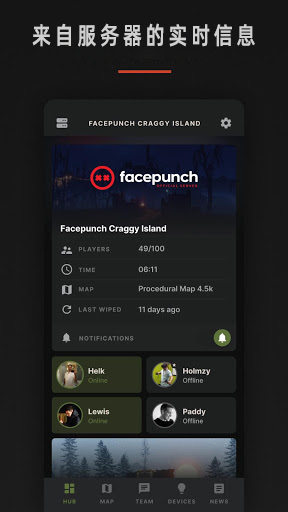 来自服务器的实时信息
FACEPUNCH CRAGGY ISLAND
facepunch
OFFICIAL SERVER
Facepunch Craggy Island
PLAYERS 49/100
TIME 06:11
MAP Procedural Map 4.5k
LAST WIPED 11 days ago
NOTIFICATIONS
Helk Holmzy
Online Offline
Lewis Paddy
Online Offline
HUB MAP TEAM DEVICES NEWS